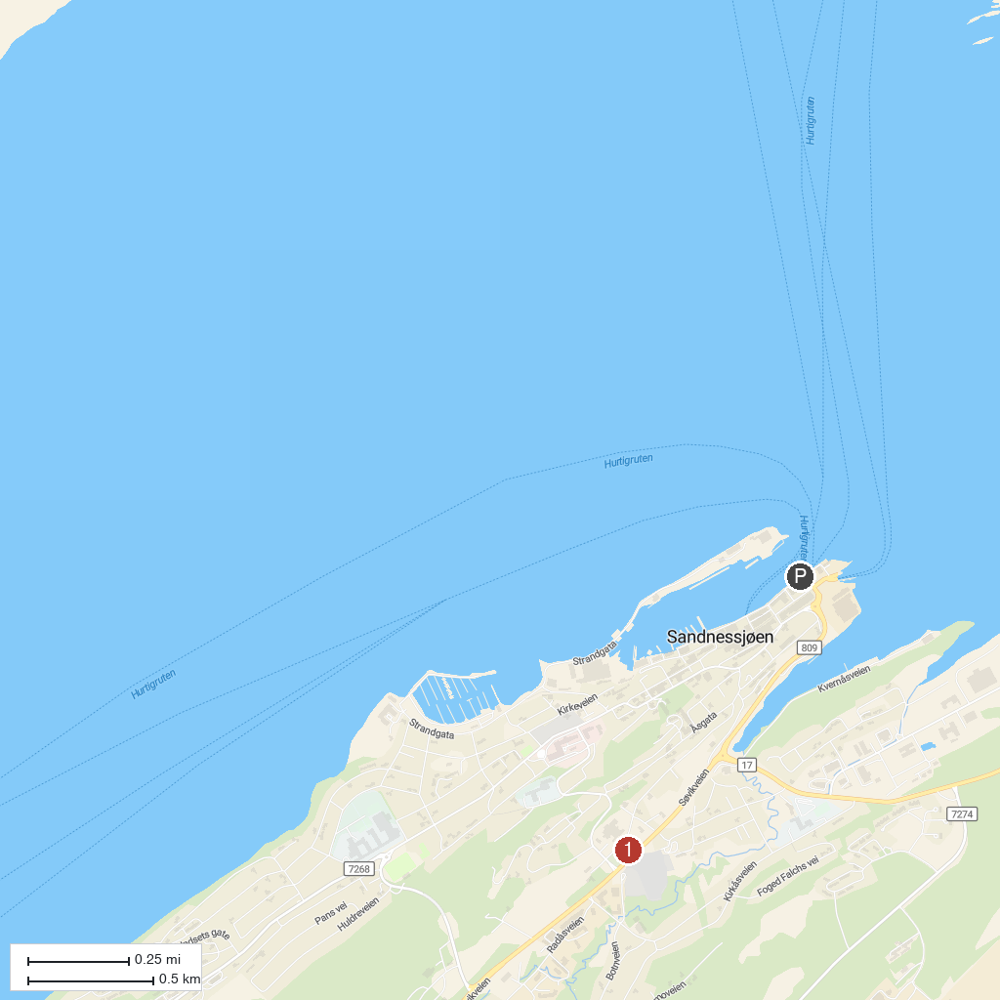 Hurtigruten
Hurtigruten
Hurtigruten
P
Sandnessjøen
Strandgata
809
Hurtigruten
Kvernåsveien
Kirkeveien
Åsgata
Strandgata
17
Søvikveien
7274
1
7268
Foged Falchs vei
Kirkåsveien
Pans vei
Huldreveien
Radåsveien
Botnveien
0.25 mi
0.5 km